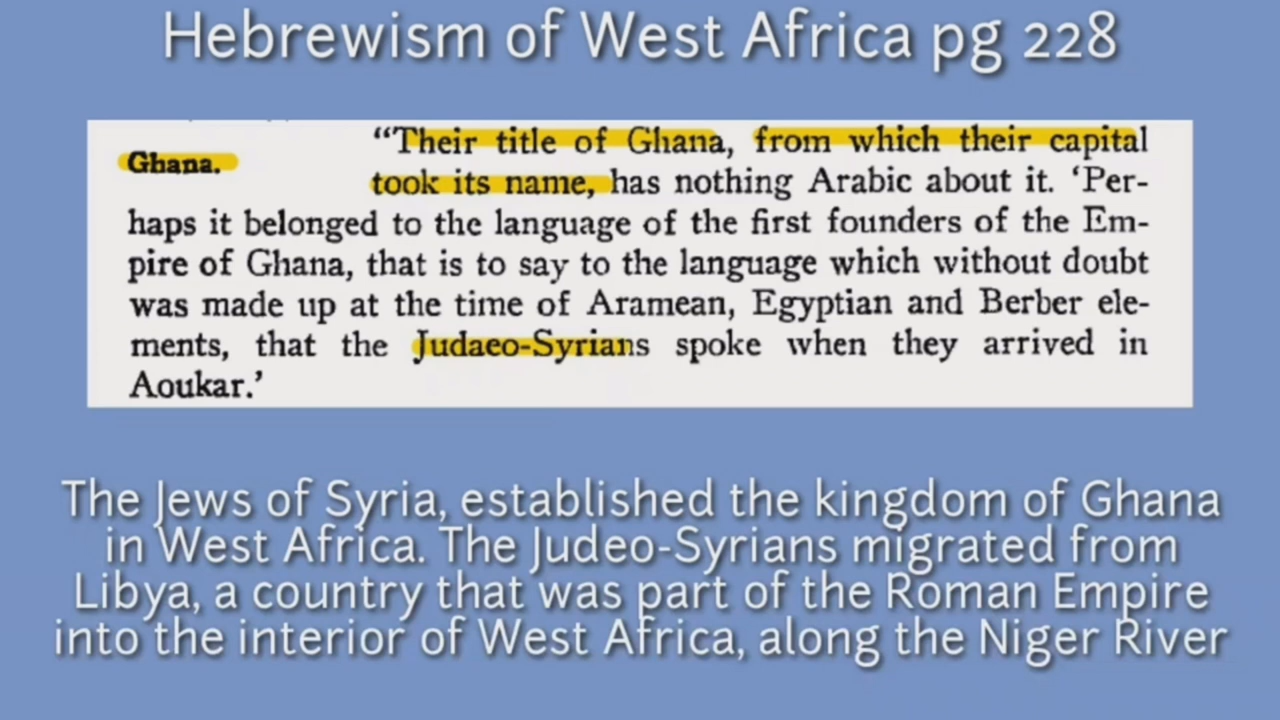 Hebrewism of West Africa pg 228
“Their title of Ghana, from which their capital
Ghana.
took its name, has nothing Arabic about it. ‘Per-
haps it belonged to the language of the first founders of the Em-
pire of Ghana, that is to say to the language which without doubt
was made up at the time of Aramean, Egyptian and Berber ele-
ments, that the Judaeo-Syrians spoke when they arrived in
Aoukar.’
The Jews of Syria, established the kingdom of Ghana
in West Africa. The Judeo-Syrians migrated from
Libya, a country that was part of the Roman Empire
into the interior of West Africa, along the Niger River